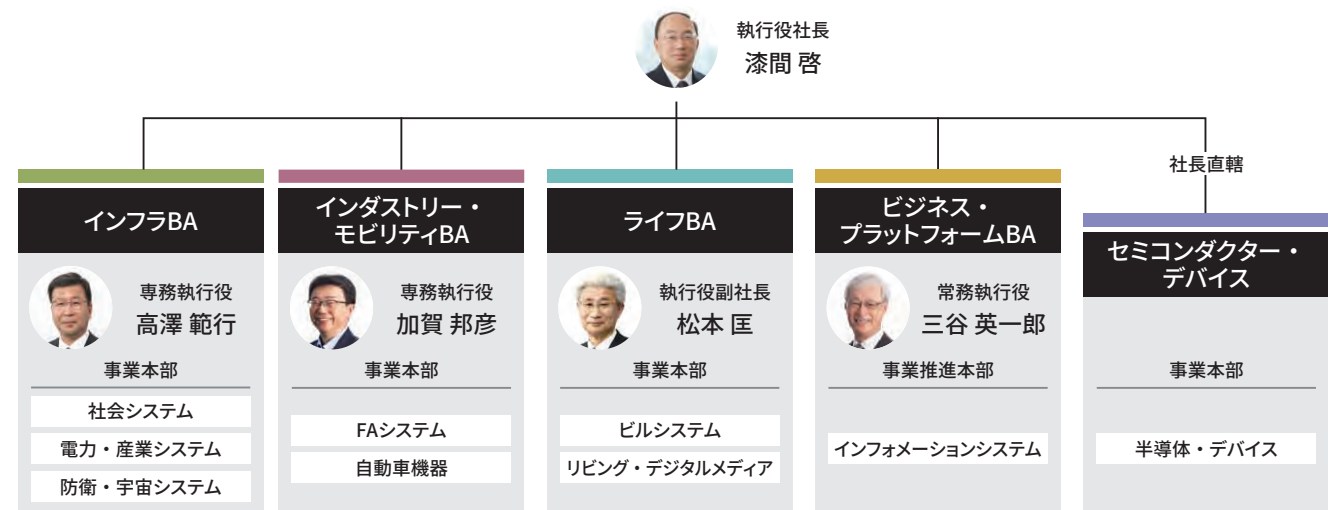 執行役社長
漆間 啓
社長直轄
インフラBA
専務執行役
高澤 範行
事業本部
社会システム
電力・産業システム
防衛・宇宙システム
インダストリー・
モビリティBA
専務執行役
加賀 邦彦
事業本部
FAシステム
自動車機器
ライフBA
執行役副社長
松本 匡
事業本部
ビルシステム
リビング・デジタルメディア
ビジネス・
プラットフォームBA
常務執行役
三谷 英一郎
事業推進本部
インフォメーションシステム
セミコンダクター・
デバイス
事業本部
半導体・デバイス